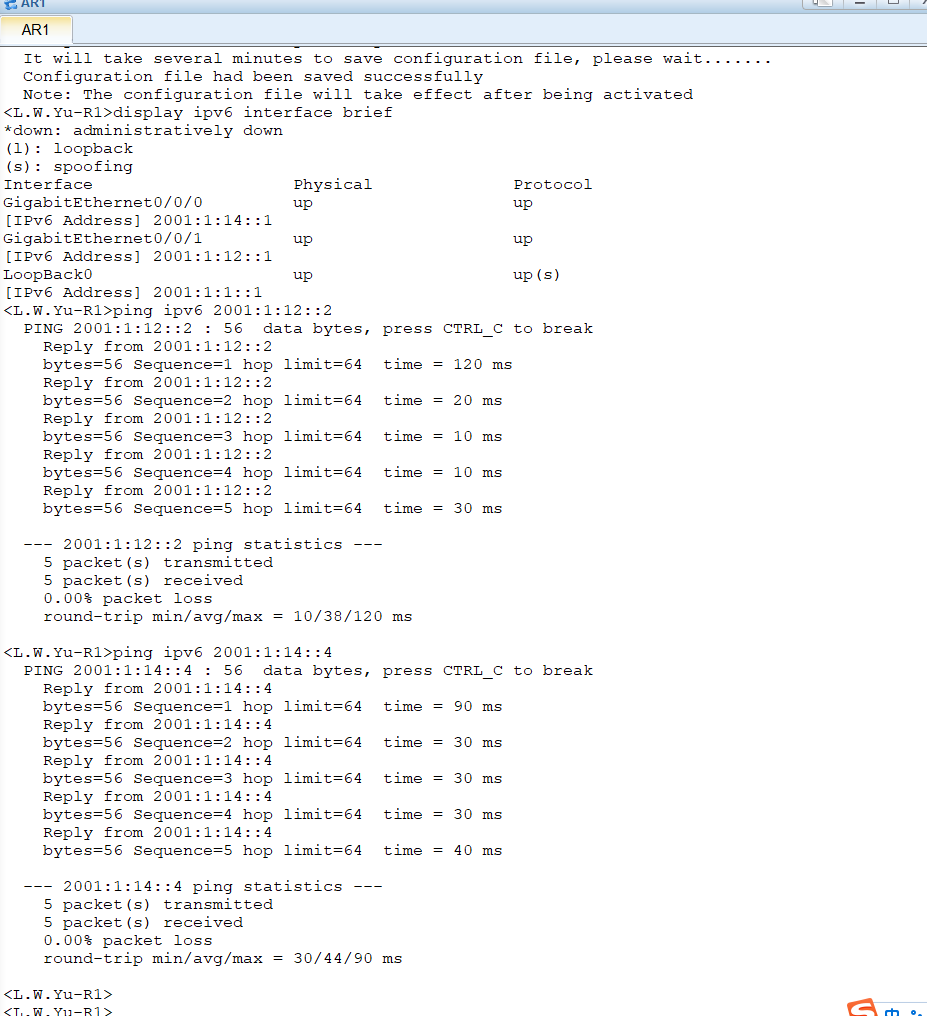 AR1
AR1
It will take several minutes to save configuration file, please wait.......
Configuration file had been saved successfully
Note: The configuration file will take effect after being activated
<L.W.Yu-R1>display ipv6 interface brief
*down: administratively down
(l): loopback
(s): spoofing
Interface Physical Protocol
GigabitEthernet0/0/0 up up
[IPv6 Address] 2001:1:14::1
GigabitEthernet0/0/1 up up
[IPv6 Address] 2001:1:12::1
LoopBack0 up up(s)
[IPv6 Address] 2001:1:1::1
<L.W.Yu-R1>ping ipv6 2001:1:12::2
PING 2001:1:12::2 : 56  data bytes, press CTRL_C to break
Reply from 2001:1:12::2
bytes=56 Sequence=1 hop limit=64  time = 120 ms
Reply from 2001:1:12::2
bytes=56 Sequence=2 hop limit=64  time = 20 ms
Reply from 2001:1:12::2
bytes=56 Sequence=3 hop limit=64  time = 10 ms
Reply from 2001:1:12::2
bytes=56 Sequence=4 hop limit=64  time = 10 ms
Reply from 2001:1:12::2
bytes=56 Sequence=5 hop limit=64  time = 30 ms
--- 2001:1:12::2 ping statistics ---
5 packet(s) transmitted
5 packet(s) received
0.00% packet loss
round-trip min/avg/max = 10/38/120 ms
<L.W.Yu-R1>ping ipv6 2001:1:14::4
PING 2001:1:14::4 : 56  data bytes, press CTRL_C to break
Reply from 2001:1:14::4
bytes=56 Sequence=1 hop limit=64  time = 90 ms
Reply from 2001:1:14::4
bytes=56 Sequence=2 hop limit=64  time = 30 ms
Reply from 2001:1:14::4
bytes=56 Sequence=3 hop limit=64  time = 30 ms
Reply from 2001:1:14::4
bytes=56 Sequence=4 hop limit=64  time = 30 ms
Reply from 2001:1:14::4
bytes=56 Sequence=5 hop limit=64  time = 40 ms
--- 2001:1:14::4 ping statistics ---
5 packet(s) transmitted
5 packet(s) received
0.00% packet loss
round-trip min/avg/max = 30/44/90 ms
<L.W.Yu-R1>
<L.W.Yu-R1>
中